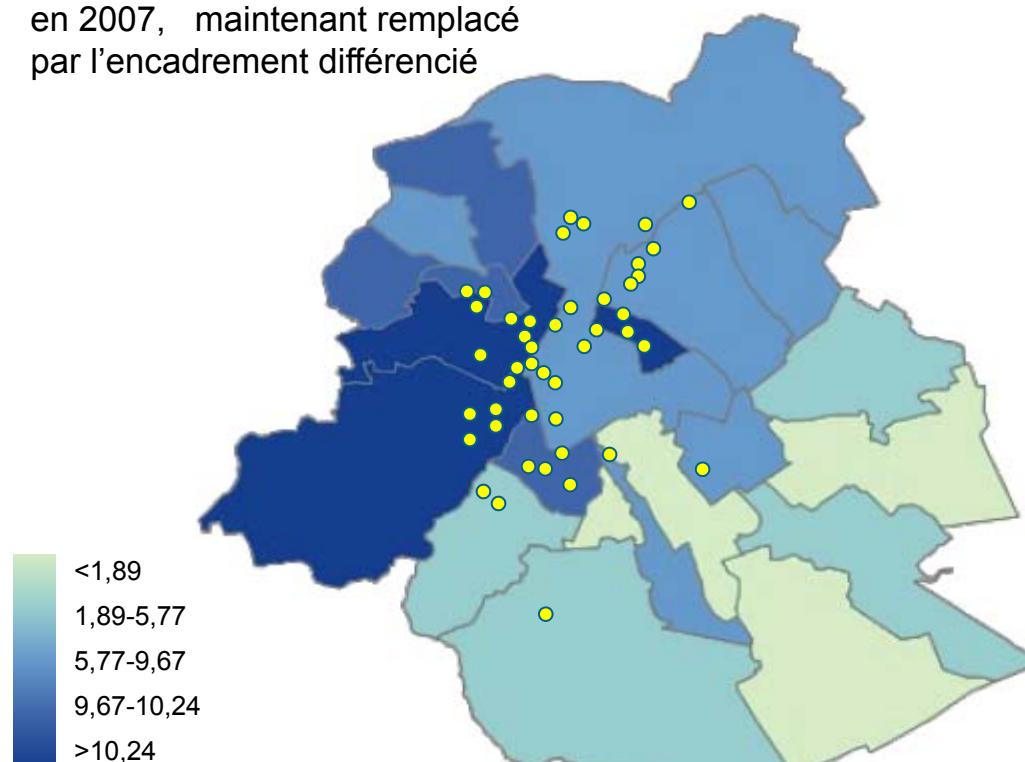 en 2007, maintenant remplacé
par l’encadrement différencié
<1,89
1,89-5,77
5,77-9,67
9,67-10,24
>10,24